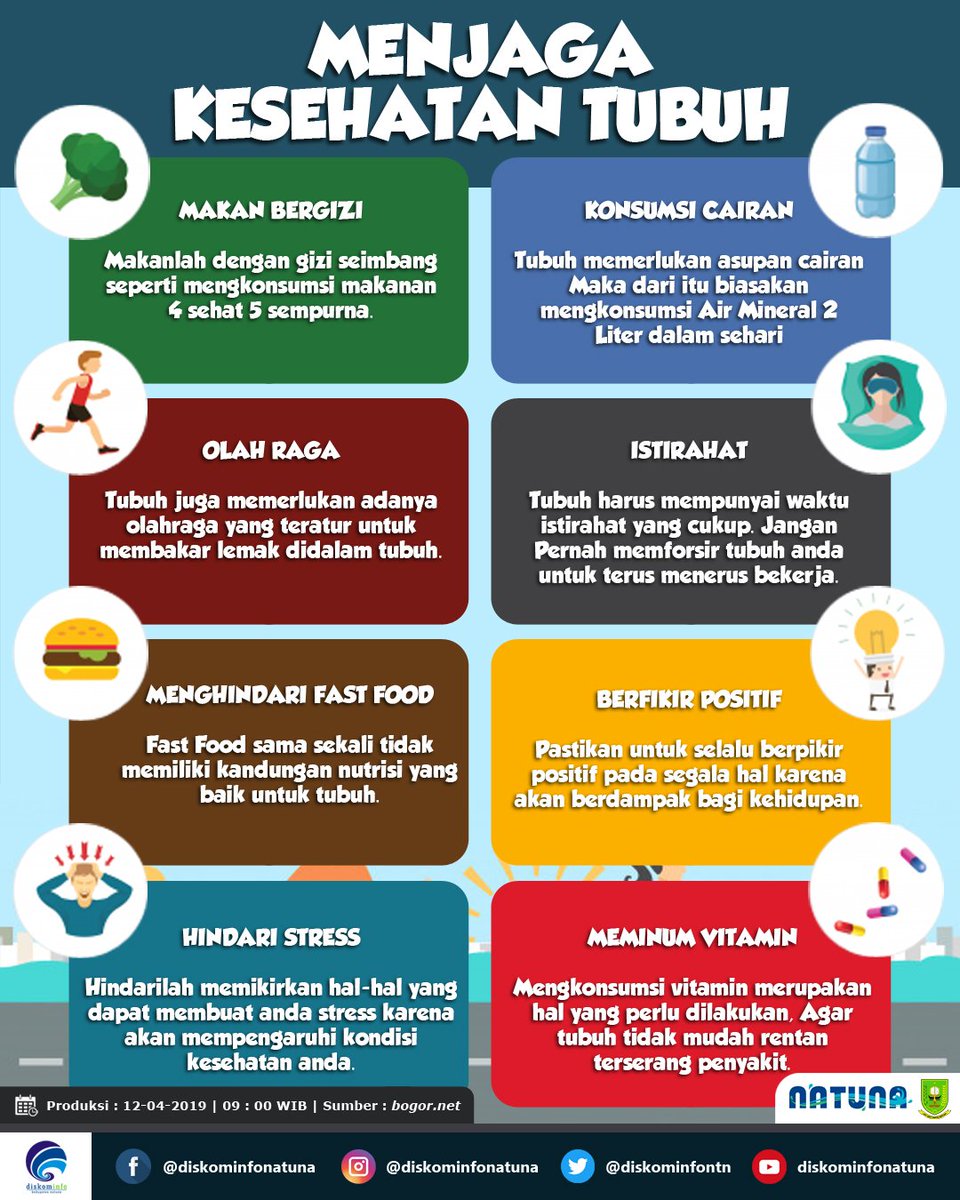 MENJAGA
KESEHATAN TUBUH
MAKAN BERGIZI
Makanlah dengan gizi seimbang
seperti mengkonsumsi makanan
4 sehat 5 sempurna.
KONSUMSI CAIRAN
Tubuh memerlukan asupan cairan
Maka dari itu biasakan
mengkonsumsi Air Mineral 2
Liter dalam sehari
OLAH RAGA
Tubuh juga memerlukan adanya
olahraga yang teratur untuk
membakar lemak didalam tubuh.
ISTIRAHAT
Tubuh harus mempunyai waktu
istirahat yang cukup. Jangan
Pernah memforsir tubuh anda
untuk terus menerus bekerja.
MENGHINDARI FAST FOOD
Fast Food sama sekali tidak
memiliki kandungan nutrisi yang
baik untuk tubuh.
BERFIKIR POSITIF
Pastikan untuk selalu berpikir
positif pada segala hal karena
akan berdampak bagi kehidupan.
HINDARI STRESS
Hindarilah memikirkan hal-hal yang
dapat membuat anda stress karena
akan mempengaruhi kondisi
kesehatan anda.
MEMINUM VITAMIN
Mengkonsumsi vitamin merupakan
hal yang perlu dilakukan, Agar
tubuh tidak mudah rentan
terserang penyakit.
Produksi : 12-04-2019 | 09 : 00 WIB | Sumber : bogor.net
NATUNA
diskominfo
kabupaten natuna
@diskominfonatuna
@diskominfonatuna
@diskominfontn
diskominfonatuna